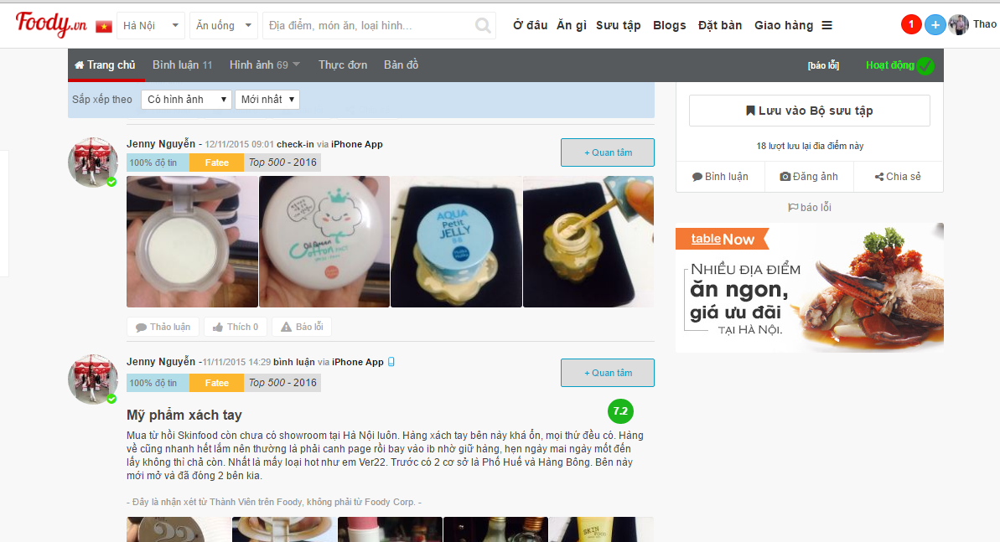 Foody.vn
Hà Nội
Ăn uống
Địa điểm, món ăn, loại hình...
Ở đâu Ăn gì Sưu tập Blogs Đặt bàn Giao hàng
1
Thao
Trang chủ Bình luận 11 Hình ảnh 69 Thực đơn Bản đồ
[báo lỗi] Hoạt động
Sắp xếp theo Có hình ảnh Mới nhất
Jenny Nguyễn - 12/11/2015 09:01 check-in via iPhone App
100% độ tin Fatee Top 500 - 2016
+ Quan tâm
Cotton
AQUA
Petit
JELLY
BB
Thảo luận Thích 0 Báo lỗi
Jenny Nguyễn -11/11/2015 14:29 bình luận via iPhone App
100% độ tin Fatee Top 500 - 2016
+ Quan tâm
Mỹ phẩm xách tay
7.2
Mua từ hồi Skinfood còn chưa có showroom tại Hà Nội luôn. Hàng xách tay bên này khá ổn, mọi thứ đều có. Hàng
về cũng nhanh hết lắm nên thường là phải canh page rồi bay vào ib nhờ giữ hàng, hẹn ngày mai ngày mốt đến
lấy không thì chả còn. Nhất là mấy loại hot như em Ver22. Trước có 2 cơ sở là Phố Huế và Hàng Bông. Bên này
mới mở và đã đóng 2 bên kia.
- Đây là nhận xét từ Thành Viên trên Foody, không phải từ Foody Corp. -
22
SKIN
FOOD
Lưu vào Bộ sưu tập
18 lượt lưu lại đia điểm này
Bình luận Đăng ảnh Chia sẻ
báo lỗi
tableNow
NHIỀU ĐỊA ĐIỂM
ăn ngon,
giá ưu đãi
TẠI HÀ NỘI.